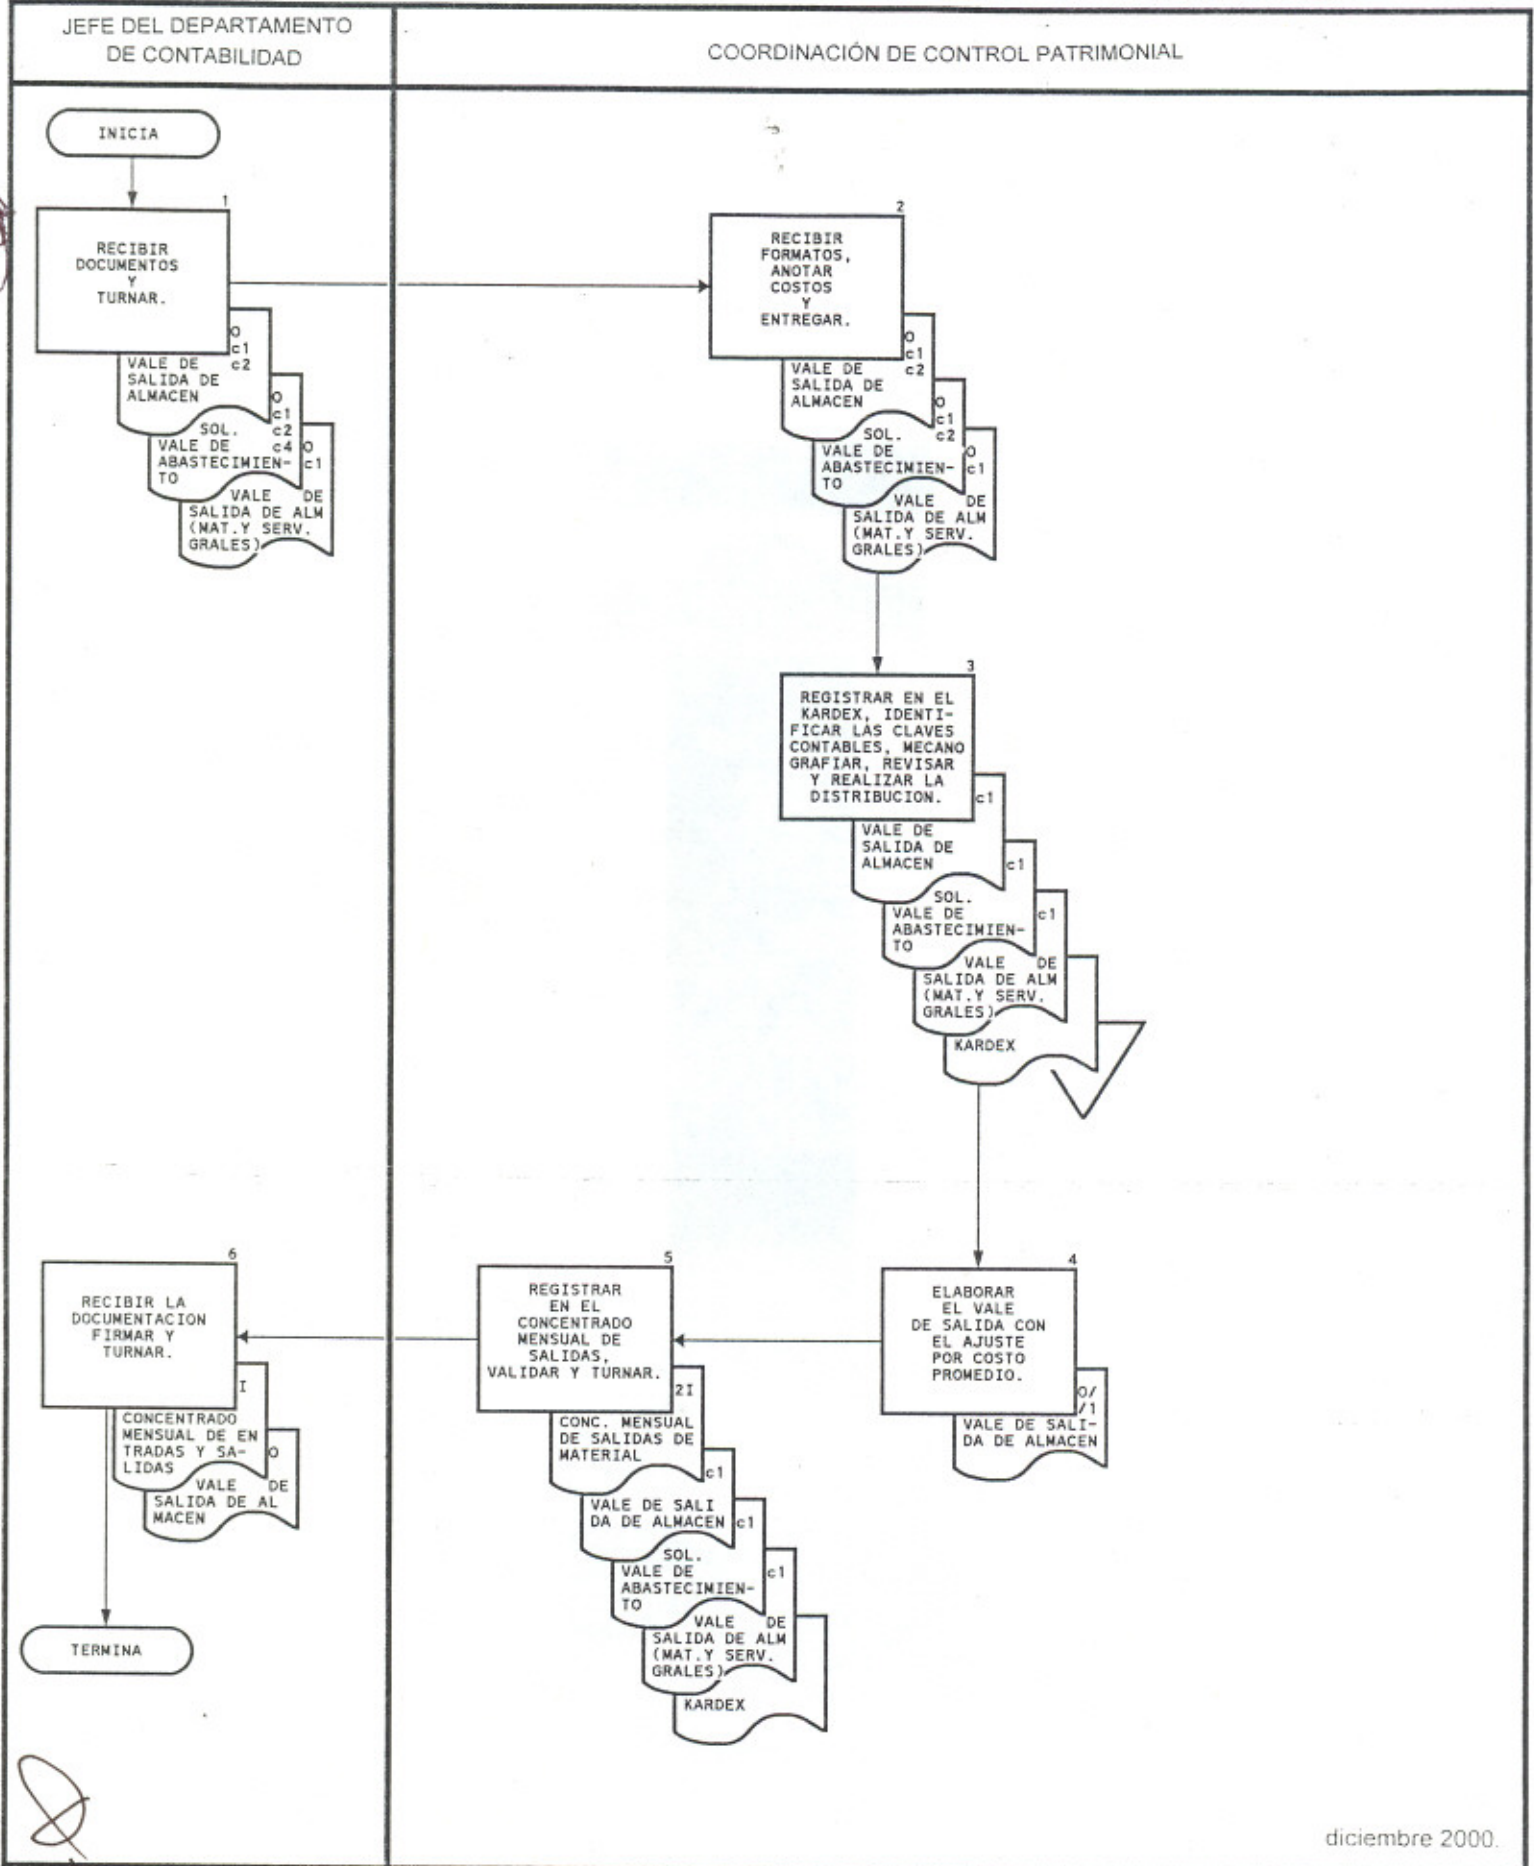 JEFE DEL DEPARTAMENTO
DE CONTABILIDAD
COORDINACIÓN DE CONTROL PATRIMONIAL
INICIA
1
RECIBIR
DOCUMENTOS
Y
TURNAR.
O
c1
c2
VALE DE
SALIDA DE
ALMACEN
O
c1
c2
c4
SOL.
VALE DE
ABASTECIMIEN-
TO
O
c1
VALE DE
SALIDA DE ALM
(MAT.Y SERV.
GRALES)
2
RECIBIR
FORMATOS,
ANOTAR
COSTOS
Y
ENTREGAR.
O
c1
c2
VALE DE
SALIDA DE
ALMACEN
O
c1
c2
SOL.
VALE DE
ABASTECIMIEN-
TO
O
c1
VALE DE
SALIDA DE ALM
(MAT.Y SERV.
GRALES)
3
REGISTRAR EN EL
KARDEX, IDENTI-
FICAR LAS CLAVES
CONTABLES, MECANO
GRAFIAR, REVISAR
Y REALIZAR LA
DISTRIBUCION.
c1
VALE DE
SALIDA DE
ALMACEN
c1
SOL.
VALE DE
ABASTECIMIEN-
TO
c1
VALE DE
SALIDA DE ALM
(MAT.Y SERV.
GRALES)
KARDEX
4
ELABORAR
EL VALE
DE SALIDA CON
EL AJUSTE
POR COSTO
PROMEDIO.
O/
/1
VALE DE SALI-
DA DE ALMACEN
5
REGISTRAR
EN EL
CONCENTRADO
MENSUAL DE
SALIDAS,
VALIDAR Y TURNAR.
2I
CONC. MENSUAL
DE SALIDAS DE
MATERIAL
c1
VALE DE SALI
DA DE ALMACEN
c1
SOL.
VALE DE
ABASTECIMIEN-
TO
c1
VALE DE
SALIDA DE ALM
(MAT.Y SERV.
GRALES)
KARDEX
6
RECIBIR LA
DOCUMENTACION
FIRMAR Y
TURNAR.
I
CONCENTRADO
MENSUAL DE EN
TRADAS Y SA-
LIDAS
O
VALE DE
SALIDA DE AL
MACEN
TERMINA
diciembre 2000.